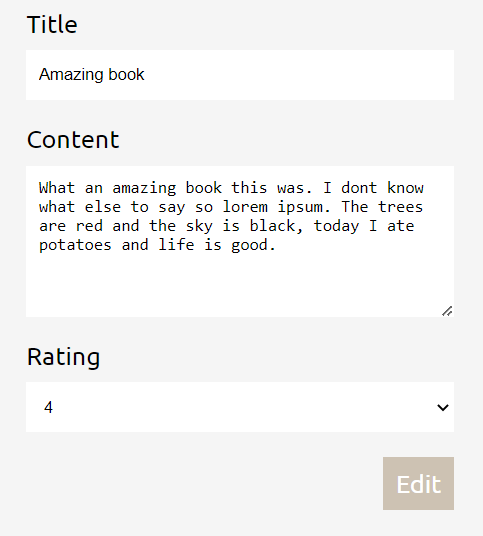 Title
Amazing book
Content
What an amazing book this was. I dont know
what else to say so lorem ipsum. The trees
are red and the sky is black, today I ate
potatoes and life is good.
Rating
4
Edit